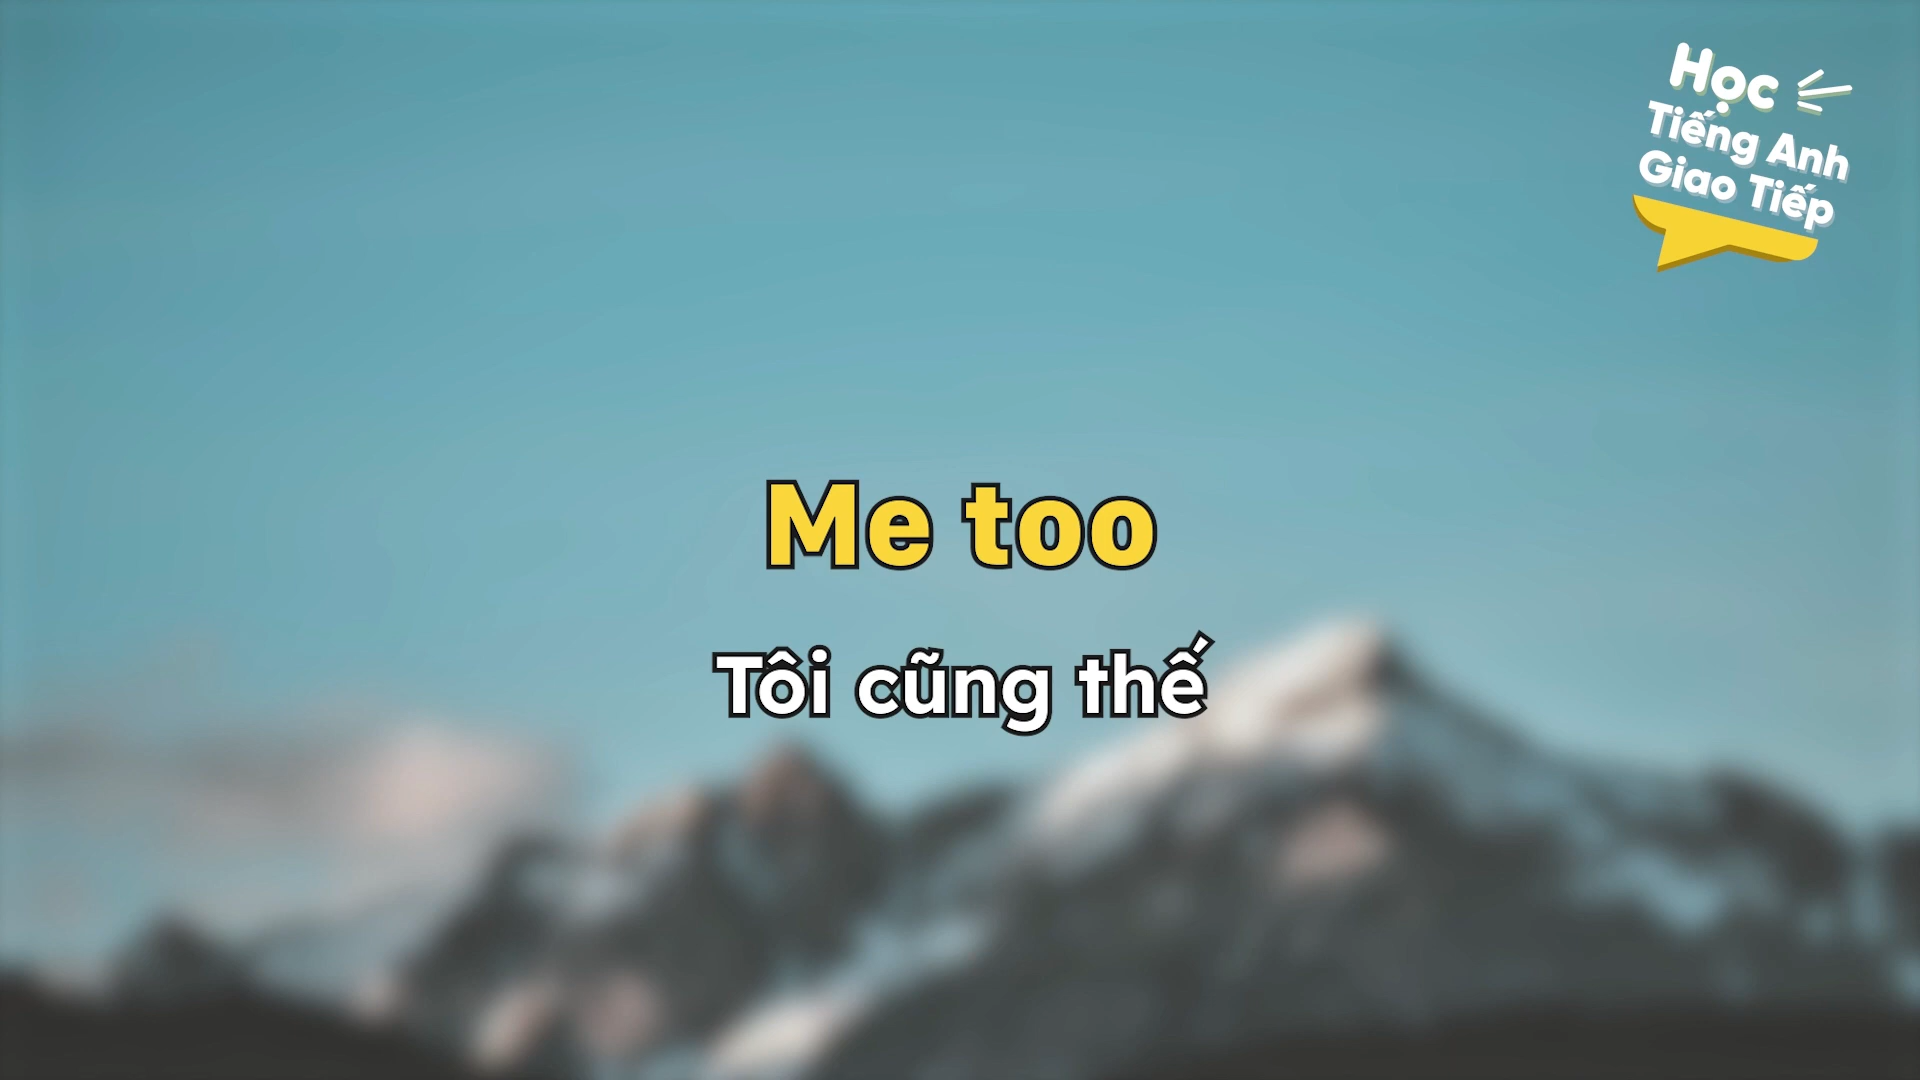 Học
Tiếng Anh
Giao Tiếp
Me too
Tôi cũng thế